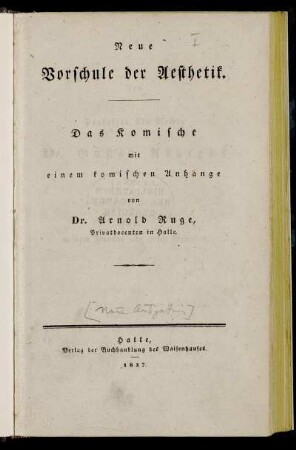 I
Neue
Vorschule der Aesthetik.
Das Komische
mit
einem komischen Anhange
von
Dr. Arnold Ruge,
Privatdocenten in Halle.
Halle,
Verlag der Buchhandlung des Waisenhauses.
1837.